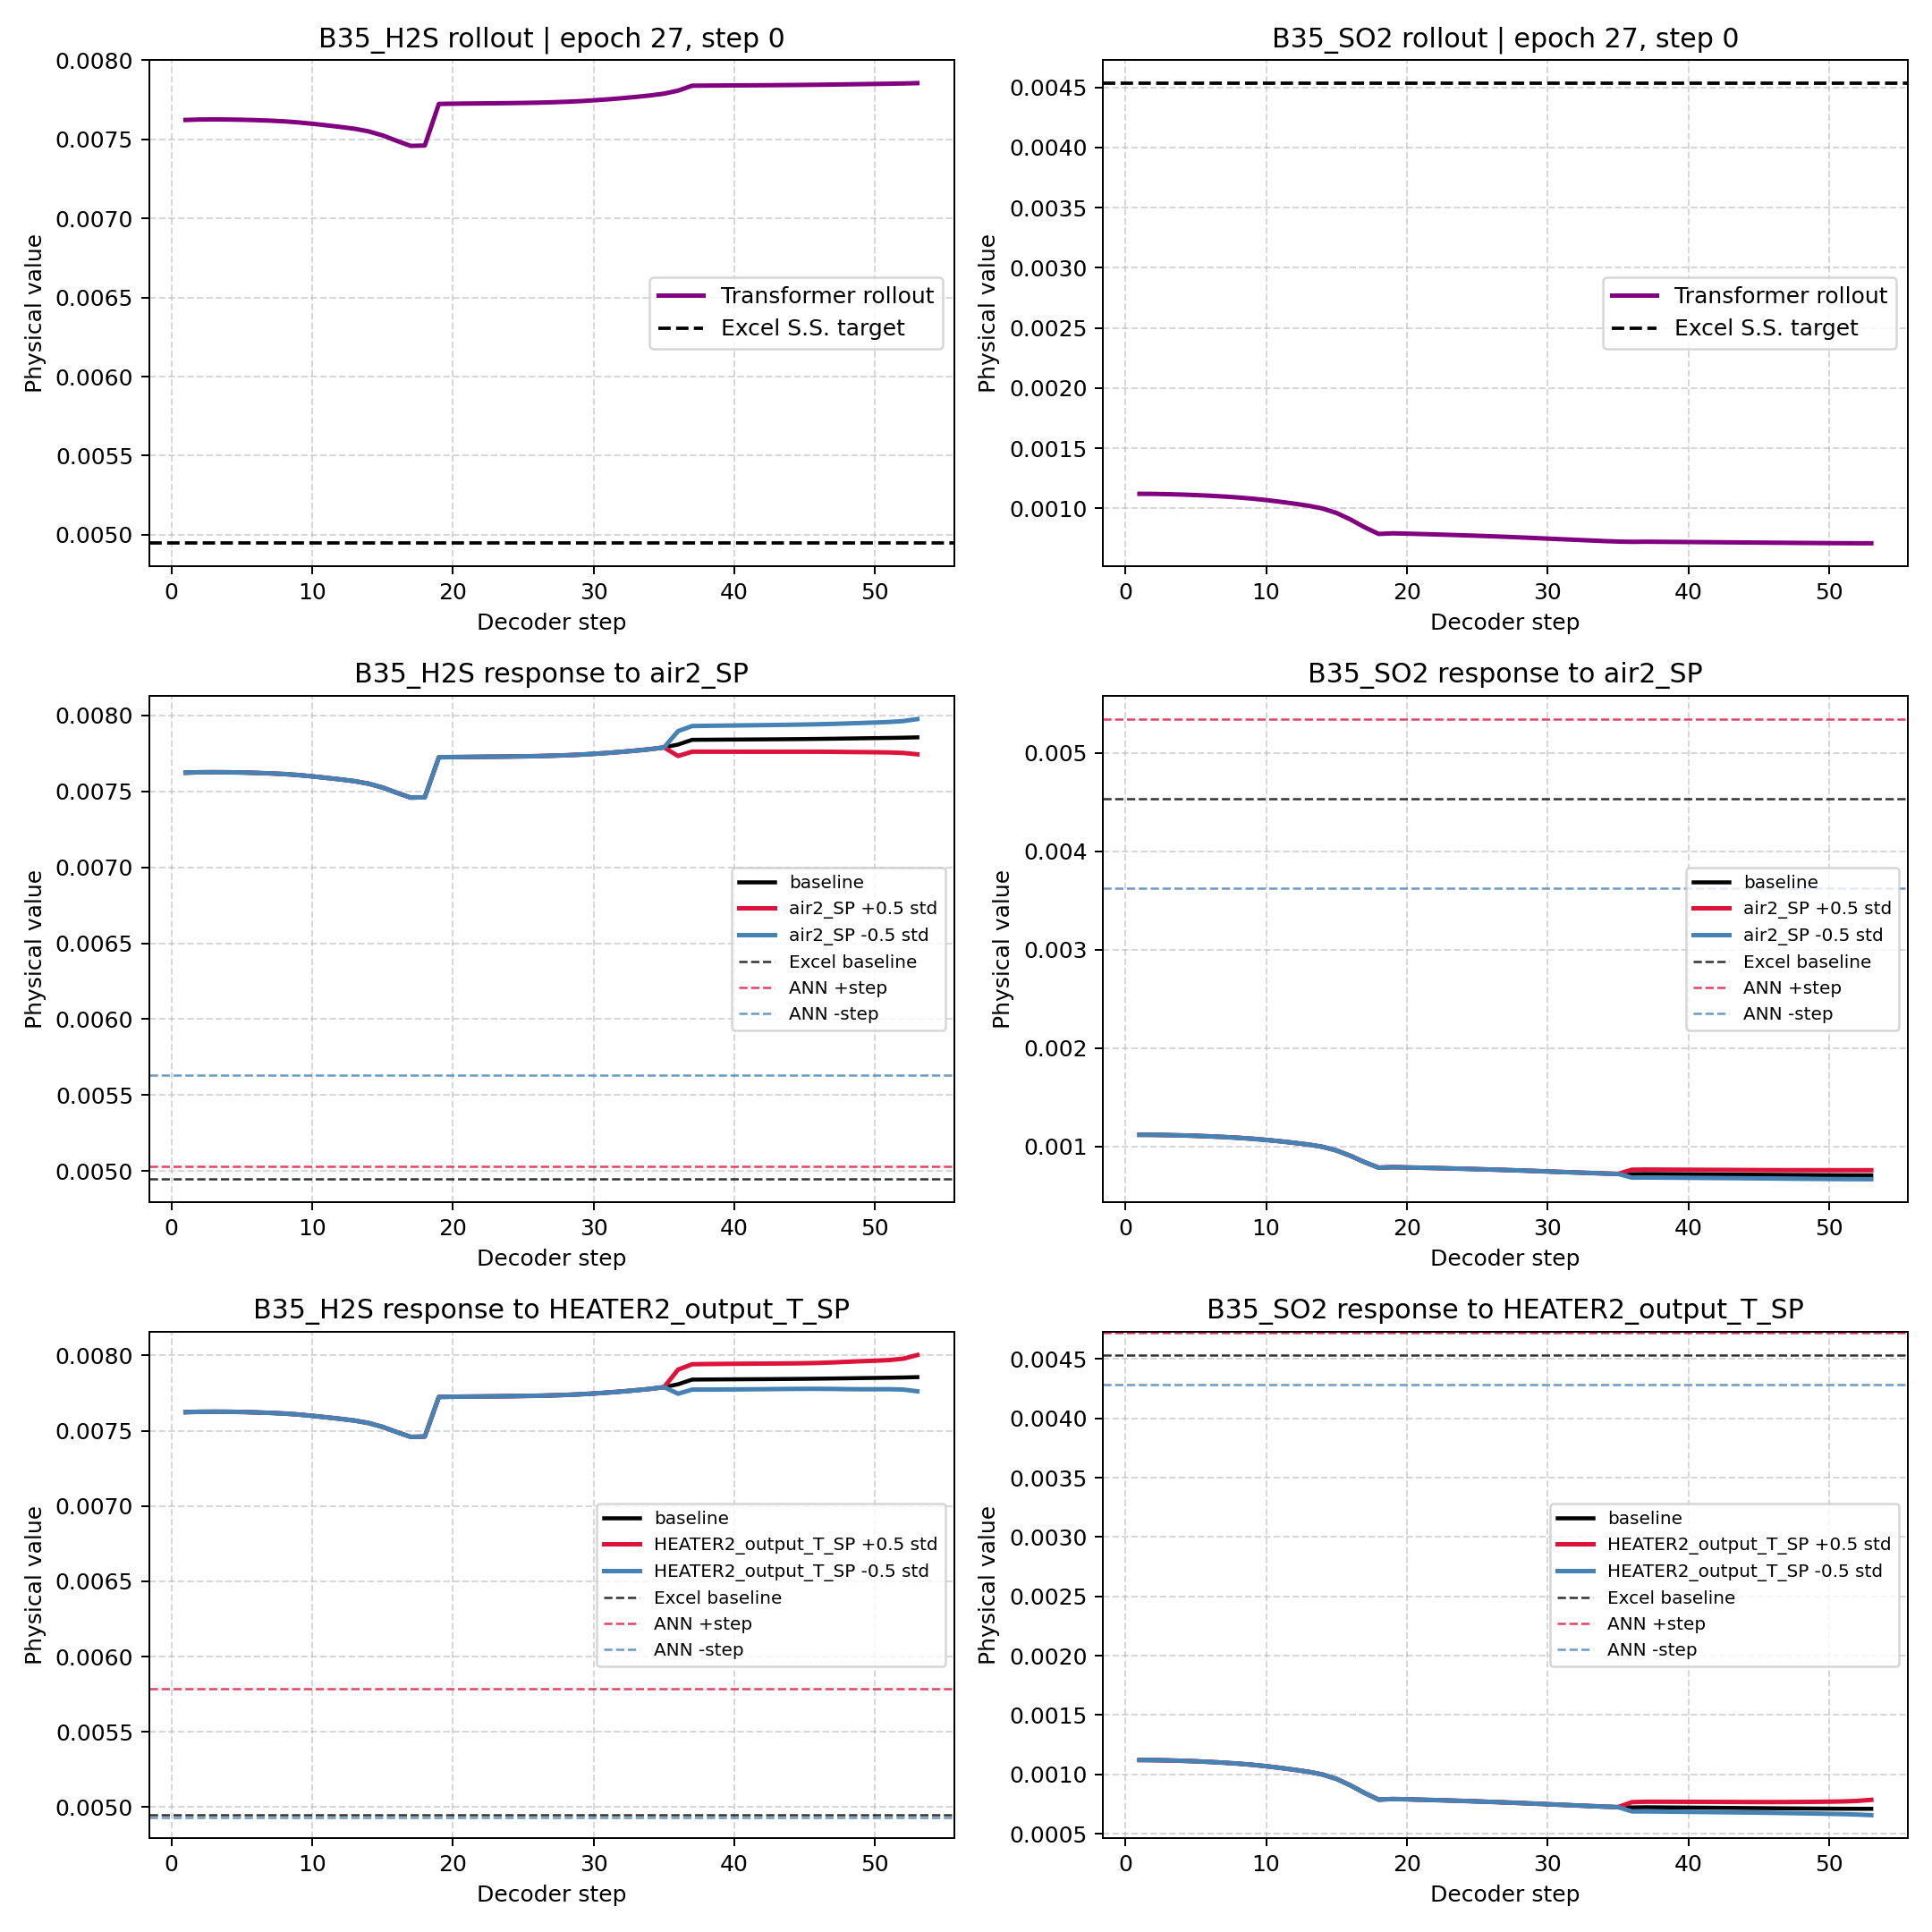 B35_H2S rollout | epoch 27, step 0
0.0080
0.0075
0.0070
0.0065
0.0060
0.0055
0.0050
Physical value
Transformer rollout
Excel S.S. target
0 10 20 30 40 50
Decoder step
B35_SO2 rollout | epoch 27, step 0
0.0045
0.0040
0.0035
0.0030
0.0025
0.0020
0.0015
0.0010
Physical value
Transformer rollout
Excel S.S. target
0 10 20 30 40 50
Decoder step
B35_H2S response to air2_SP
0.0080
0.0075
0.0070
0.0065
0.0060
0.0055
0.0050
Physical value
baseline
air2_SP +0.5 std
air2_SP -0.5 std
Excel baseline
ANN +step
ANN -step
0 10 20 30 40 50
Decoder step
B35_SO2 response to air2_SP
0.005
0.004
0.003
0.002
0.001
Physical value
baseline
air2_SP +0.5 std
air2_SP -0.5 std
Excel baseline
ANN +step
ANN -step
0 10 20 30 40 50
Decoder step
B35_H2S response to HEATER2_output_T_SP
0.0080
0.0075
0.0070
0.0065
0.0060
0.0055
0.0050
Physical value
baseline
HEATER2_output_T_SP +0.5 std
HEATER2_output_T_SP -0.5 std
Excel baseline
ANN +step
ANN -step
0 10 20 30 40 50
Decoder step
B35_SO2 response to HEATER2_output_T_SP
0.0045
0.0040
0.0035
0.0030
0.0025
0.0020
0.0015
0.0010
0.0005
Physical value
baseline
HEATER2_output_T_SP +0.5 std
HEATER2_output_T_SP -0.5 std
Excel baseline
ANN +step
ANN -step
0 10 20 30 40 50
Decoder step